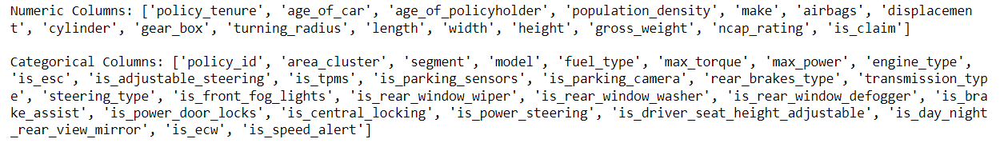 Numeric Columns: ['policy_tenure', 'age_of_car', 'age_of_policyholder', 'population_density', 'make', 'airbags', 'displacemen
t', 'cylinder', 'gear_box', 'turning_radius', 'length', 'width', 'height', 'gross_weight', 'ncap_rating', 'is_claim']
Categorical Columns: ['policy_id', 'area_cluster', 'segment', 'model', 'fuel_type', 'max_torque', 'max_power', 'engine_type',
'is_esc', 'is_adjustable_steering', 'is_tpms', 'is_parking_sensors', 'is_parking_camera', 'rear_brakes_type', 'transmission_typ
e', 'steering_type', 'is_front_fog_lights', 'is_rear_window_wiper', 'is_rear_window_washer', 'is_rear_window_defogger', 'is_bra
ke_assist', 'is_power_door_locks', 'is_central_locking', 'is_power_steering', 'is_driver_seat_height_adjustable', 'is_day_night
_rear_view_mirror', 'is_ecw', 'is_speed_alert']